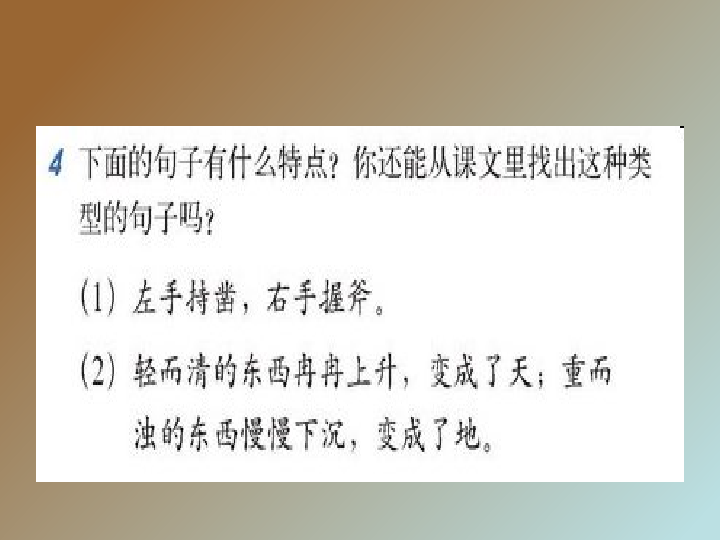 4 下面的句子有什么特点？你还能从课文里找出这种类
型的句子吗？
（1）左手持凿，右手握斧。
（2）轻而清的东西冉冉上升，变成了天；重而
浊的东西慢慢下沉，变成了地。